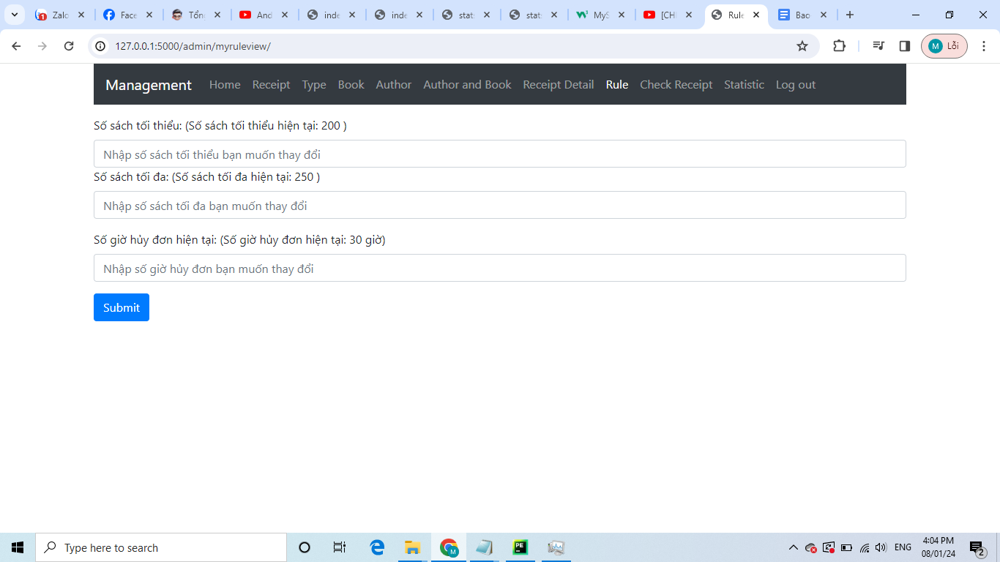 Zalo
Face
Tổn
And
inde
inde
stat
stat
MyS
[CH
Rule
Bao
127.0.0.1:5000/admin/myruleview/
M
Lỗi
Management Home Receipt Type Book Author Author and Book Receipt Detail Rule Check Receipt Statistic Log out
Số sách tối thiểu: (Số sách tối thiểu hiện tại: 200 )
Nhập số sách tối thiểu bạn muốn thay đổi
Số sách tối đa: (Số sách tối đa hiện tại: 250 )
Nhập số sách tối đa bạn muốn thay đổi
Số giờ hủy đơn hiện tại: (Số giờ hủy đơn hiện tại: 30 giờ)
Nhập số giờ hủy đơn bạn muốn thay đổi
Submit
Type here to search
M
PE
ENG
4:04 PM
08/01/24
2